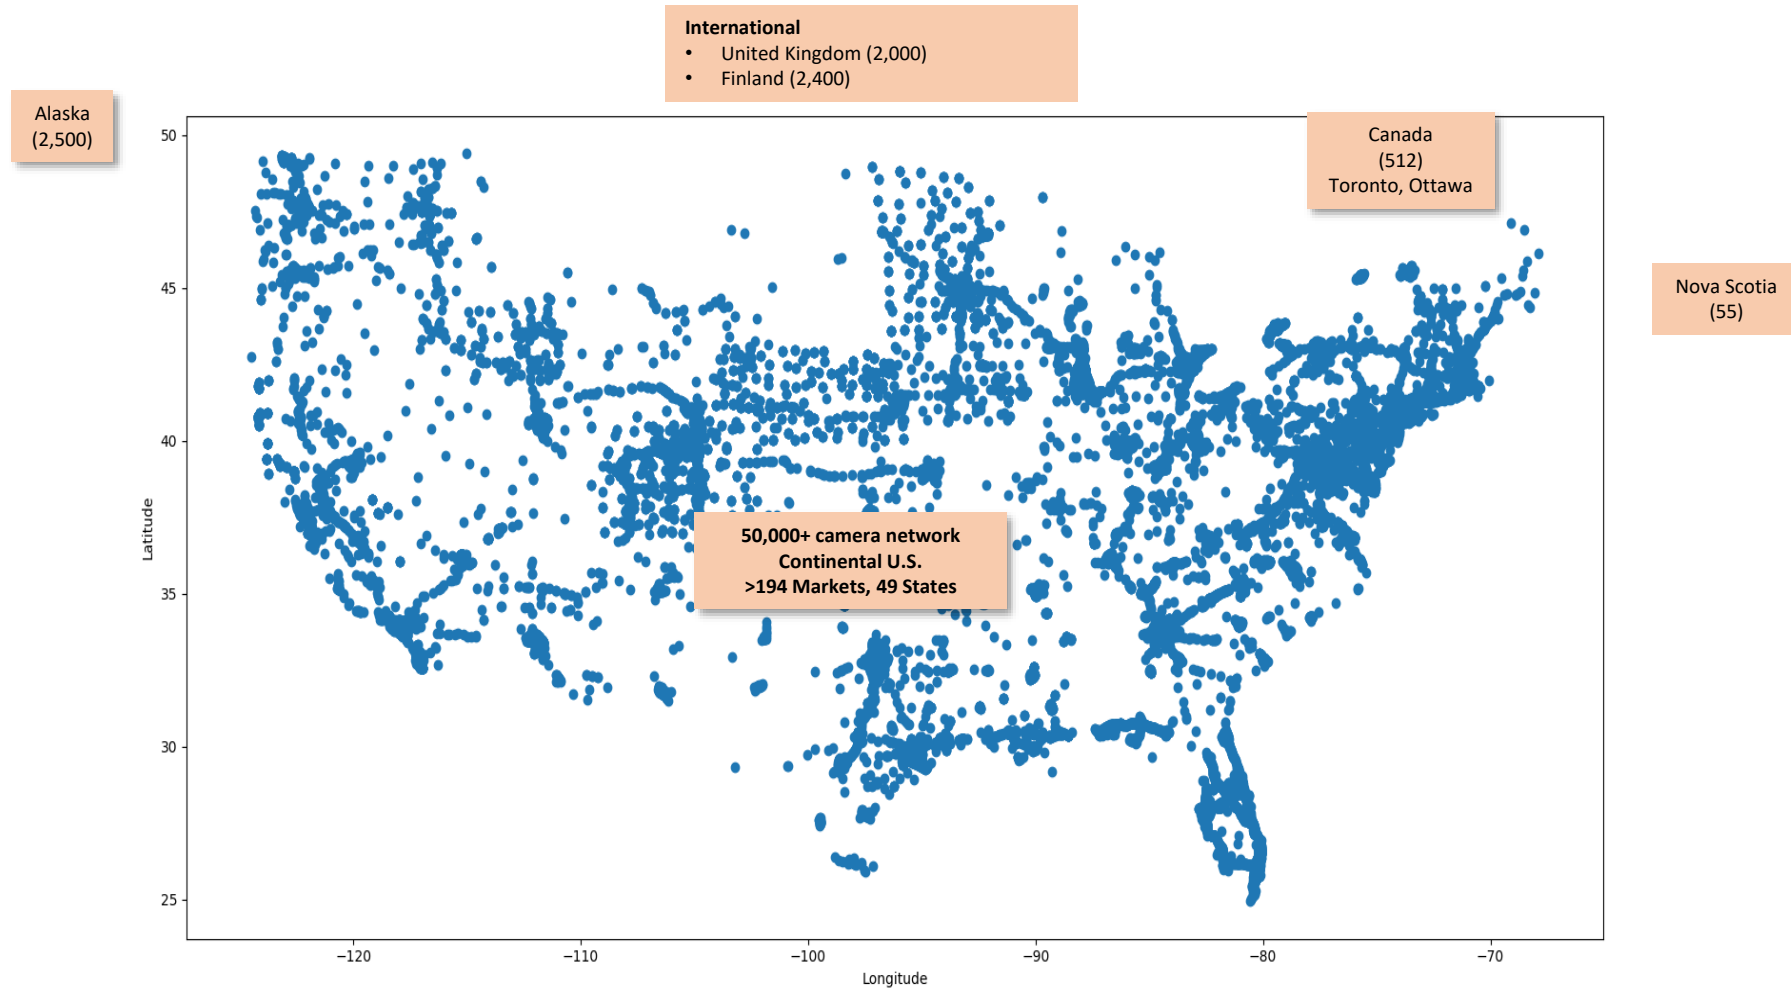 International
• United Kingdom (2,000)
• Finland (2,400)
Alaska
(2,500)
Canada
(512)
Toronto, Ottawa
Nova Scotia
(55)
50,000+ camera network
Continental U.S.
>194 Markets, 49 States
Latitude
50
45
40
35
30
25
−120
−110
−100
−90
−80
−70
Longitude